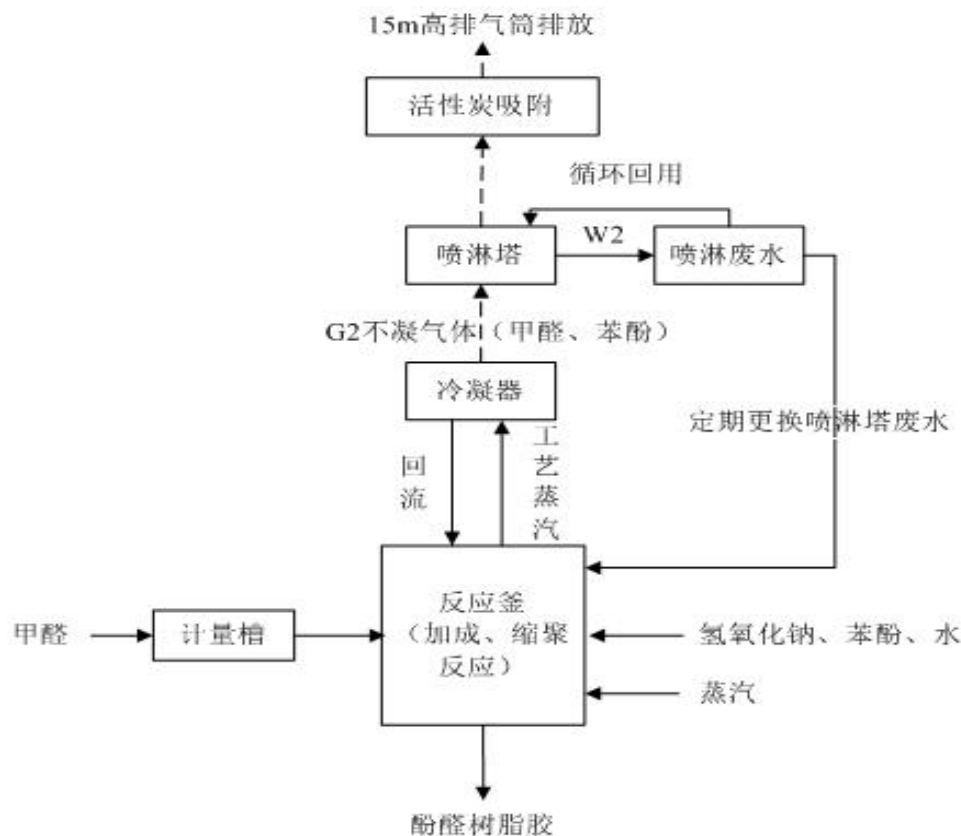 15m高排气筒排放
活性炭吸附
循环回用
喷淋塔
W2
喷淋废水
G2不凝气体（甲醛、苯酚）
冷凝器
定期更换喷淋塔废水
回流
工艺蒸汽
甲醛
计量槽
反应釜
（加成、缩聚
反应）
氢氧化钠、苯酚、水
蒸汽
酚醛树脂胶